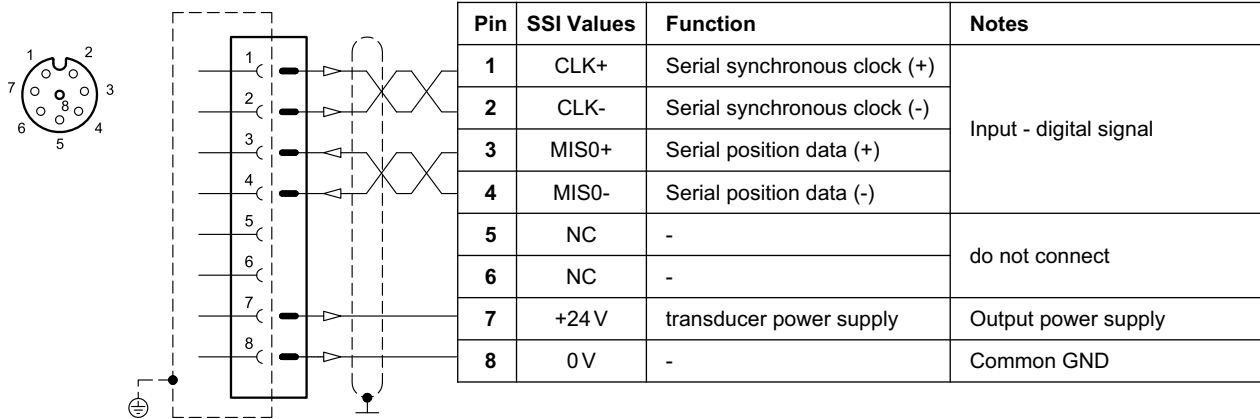 1 2
7 3
8
6 4
5
1
2
3
4
5
6
7
8
Pin SSI Values Function Notes
1 CLK+ Serial synchronous clock (+)
2 CLK- Serial synchronous clock (-)
Input - digital signal
3 MIS0+ Serial position data (+)
4 MIS0- Serial position data (-)
5 NC -
do not connect
6 NC -
7 +24 V transducer power supply Output power supply
8 0 V - Common GND